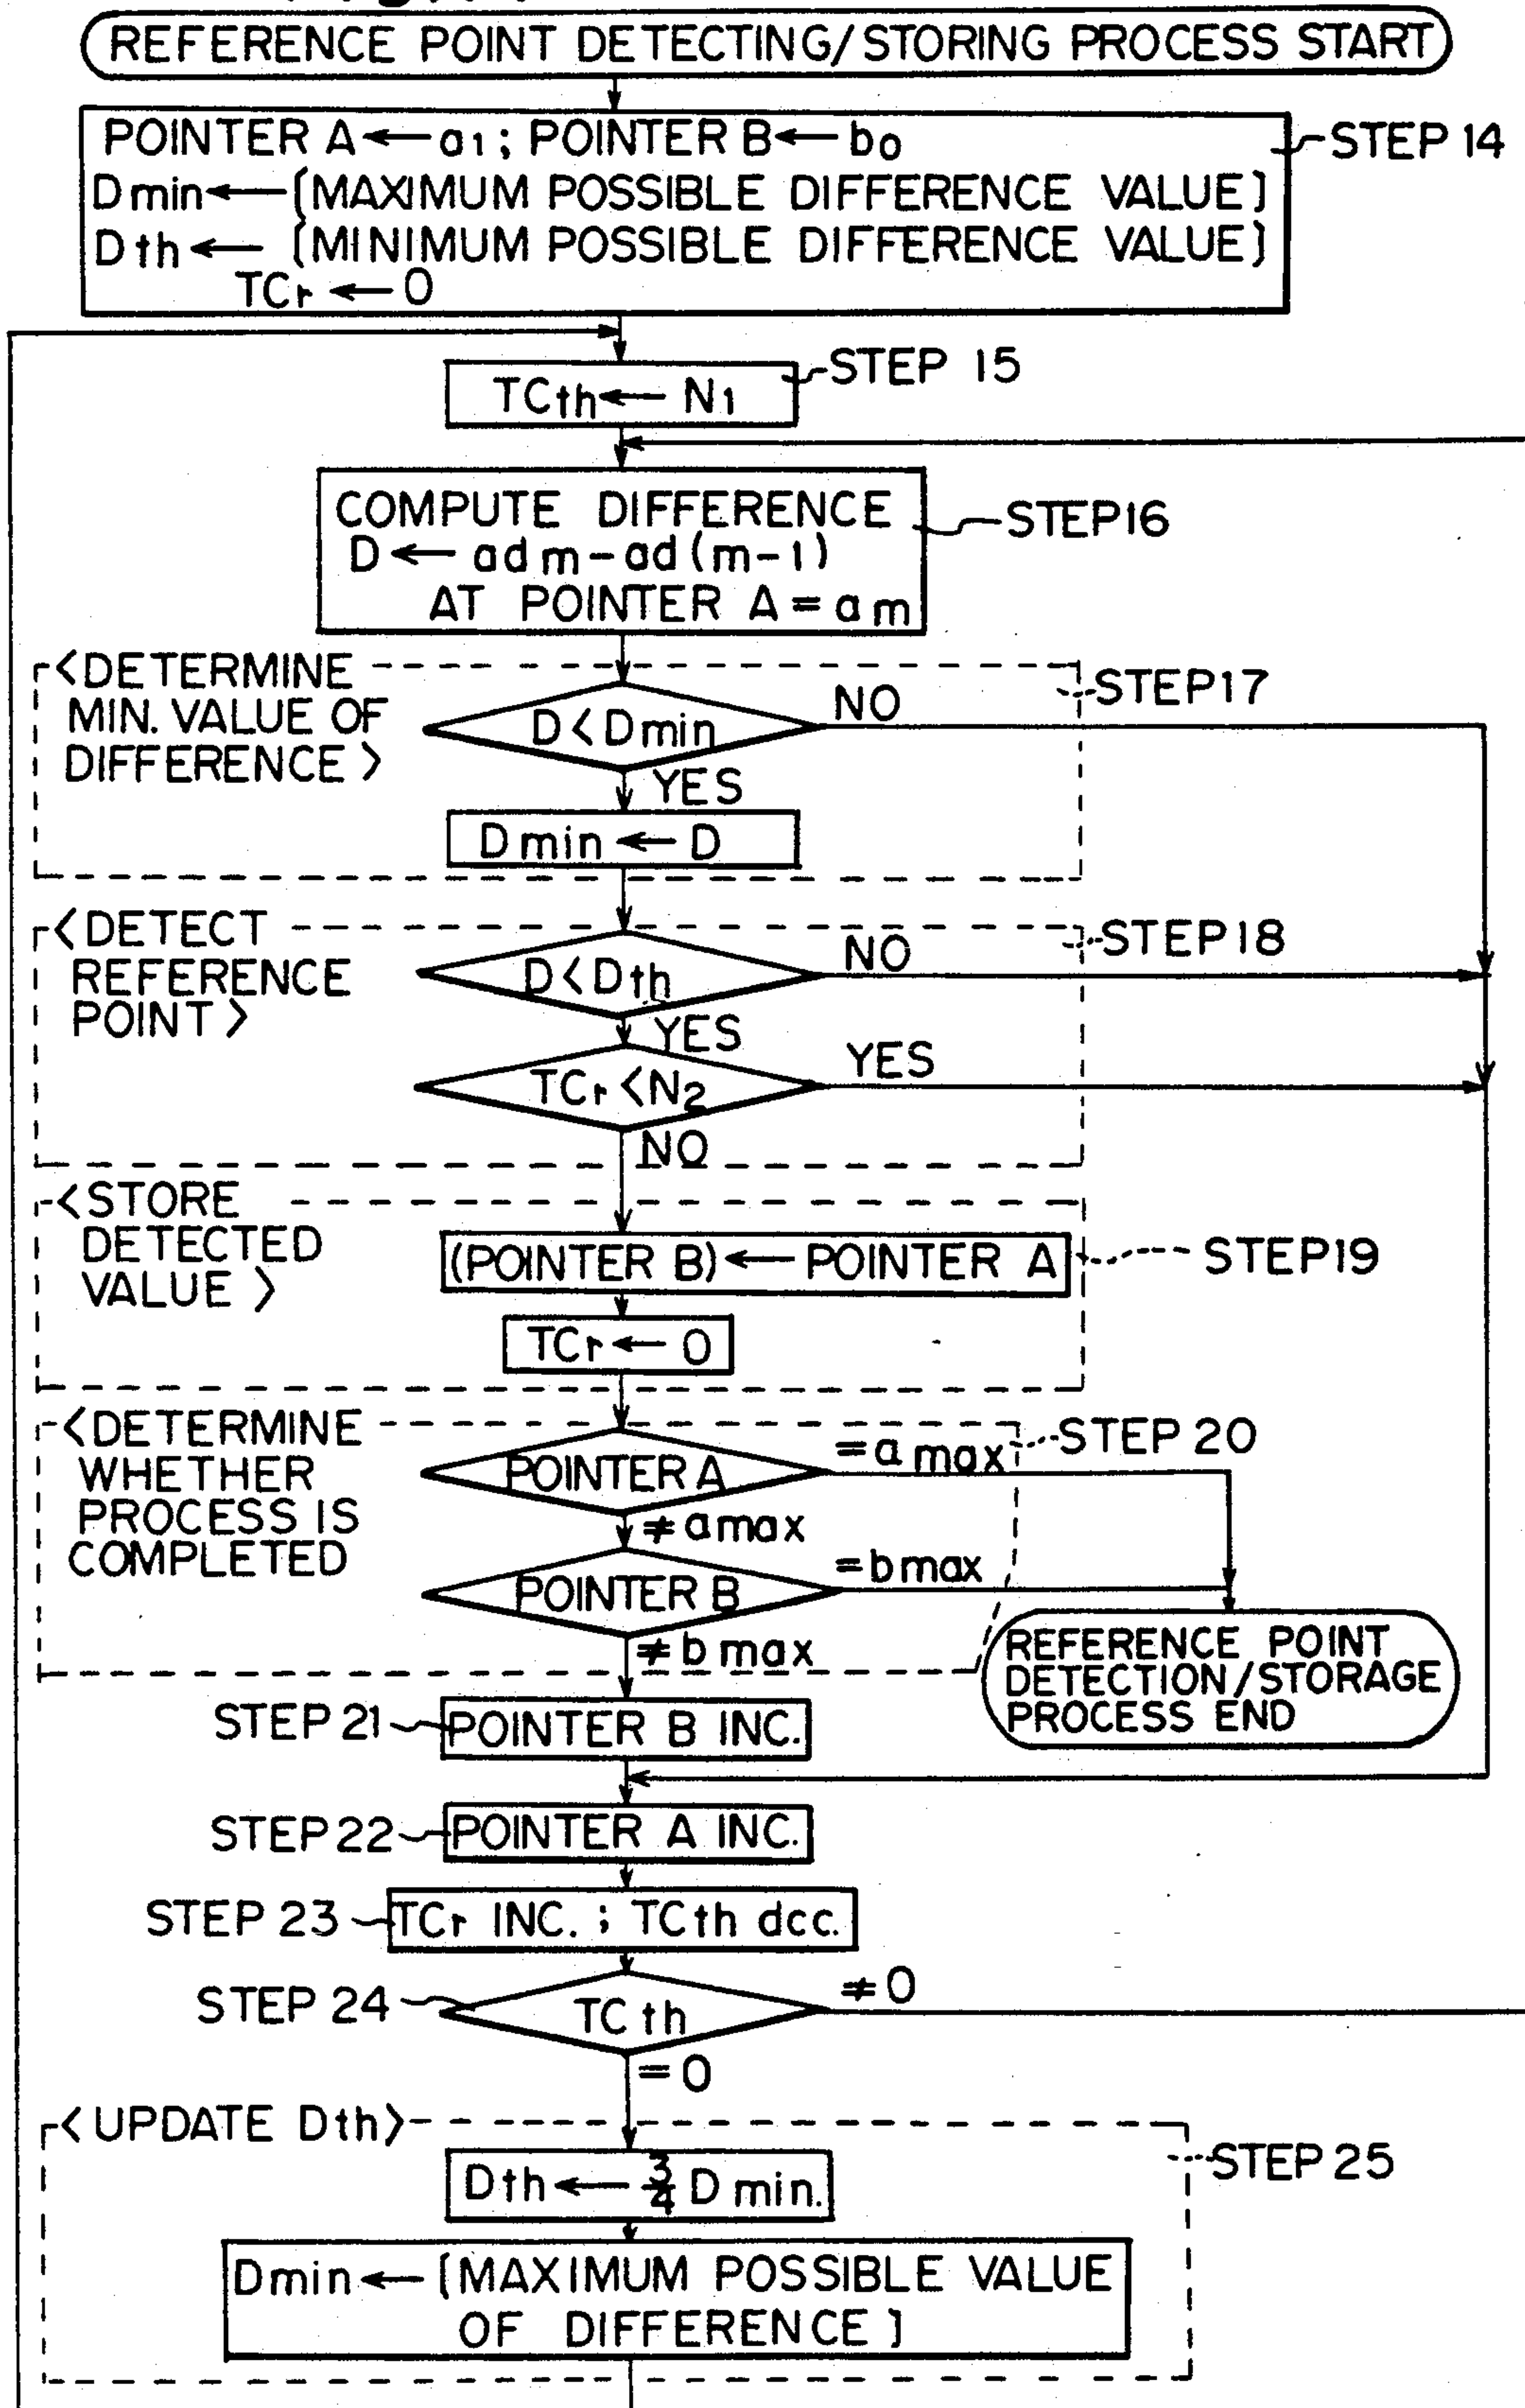 REFERENCE POINT DETECTING/STORING PROCESS START
POINTER A←a1; POINTER B←b0
STEP 14
Dmin←[MAXIMUM POSSIBLE DIFFERENCE VALUE]
Dth← [MINIMUM POSSIBLE DIFFERENCE VALUE]
TCr ←0
STEP 15
TCth← N1
COMPUTE DIFFERENCE
D← adm-ad(m-1)
AT POINTER A = am
STEP16
<DETERMINE
MIN. VALUE OF
DIFFERENCE>
STEP17
D<Dmin
NO
YES
Dmin ← D
<DETECT
REFERENCE
POINT>
STEP18
D<Dth
NO
YES
TCr <N2
YES
NO
<STORE
DETECTED
VALUE>
(POINTER B)← POINTER A
STEP19
TCr← 0
<DETERMINE
WHETHER
PROCESS IS
COMPLETED
STEP 20
POINTER A
=a max
≠amax
POINTER B
=bmax
≠b max
REFERENCE POINT
DETECTION/STORAGE
PROCESS END
STEP 21
POINTER B INC.
STEP 22
POINTER A INC.
STEP 23
TCr INC. ; TCth dcc.
STEP 24
TCth
≠0
=0
<UPDATE Dth>
STEP 25
Dth← 3/4 D min.
Dmin← [MAXIMUM POSSIBLE VALUE
OF DIFFERENCE]